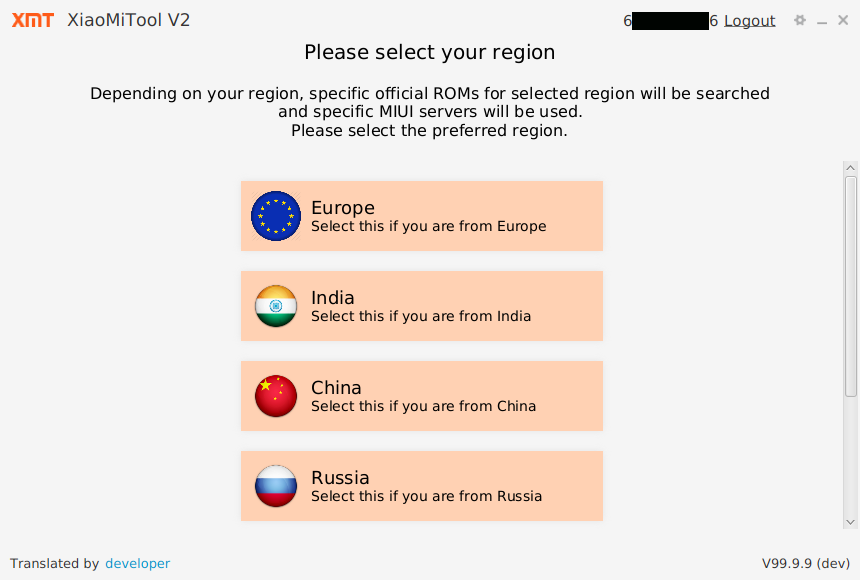 XMT XiaoMiTool V2
6 6 Logout
Please select your region
Depending on your region, specific official ROMs for selected region will be searched
and specific MIUI servers will be used.
Please select the preferred region.
Europe
Select this if you are from Europe
India
Select this if you are from India
China
Select this if you are from China
Russia
Select this if you are from Russia
Translated by developer
V99.9.9 (dev)